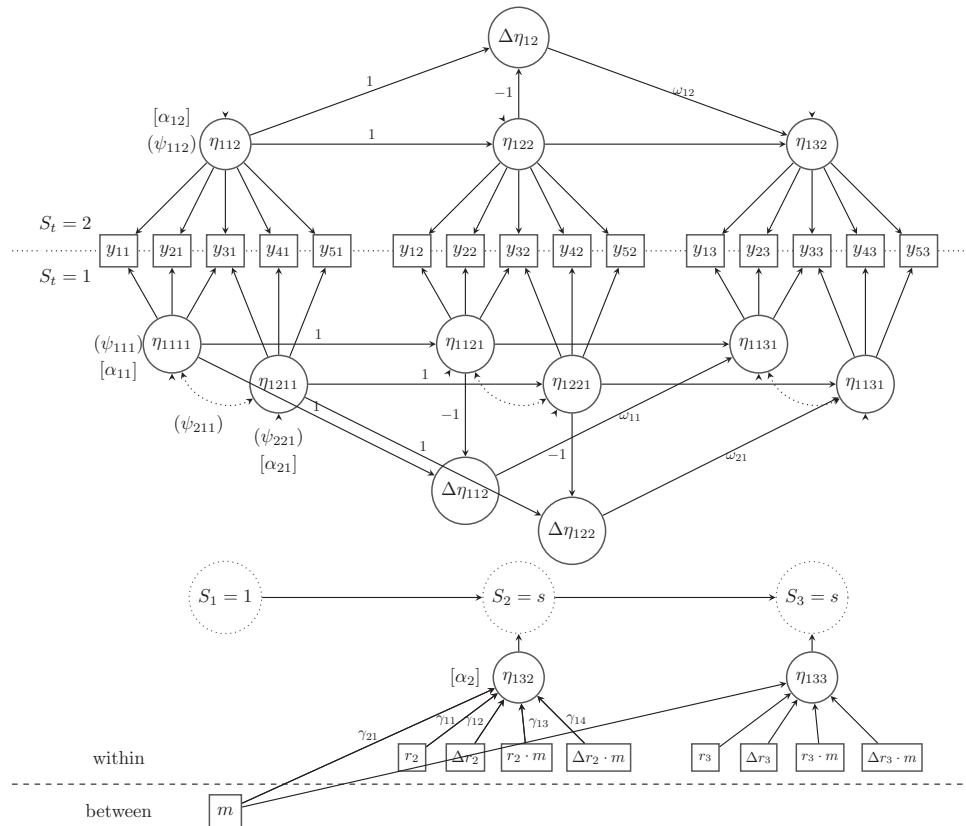 Δη₁₂
1
−1
ω₁₂
[α₁₂]
(ψ₁₁₂)
η₁₁₂
1
η₁₂₂
η₁₃₂
S_t = 2
y₁₁ y₂₁ y₃₁ y₄₁ y₅₁ y₁₂ y₂₂ y₃₂ y₄₂ y₅₂ y₁₃ y₂₃ y₃₃ y₄₃ y₅₃
S_t = 1
(ψ₁₁₁) η₁₁₁₁ 1 η₁₁₂₁ η₁₁₃₁
[α₁₁]
η₁₂₁₁ 1 η₁₂₂₁ η₁₁₃₁
(ψ₂₁₁) 1 −1 ω₁₁
(ψ₂₂₁) 1 −1 ω₂₁
[α₂₁]
Δη₁₁₂
Δη₁₂₂
S₁ = 1 S₂ = s S₃ = s
[α₂] η₁₃₂ η₁₃₃
γ₂₁ γ₁₁ γ₁₂ γ₁₃ γ₁₄
within r₂ Δr₂ r₂ · m Δr₂ · m r₃ Δr₃ r₃ · m Δr₃ · m
between m